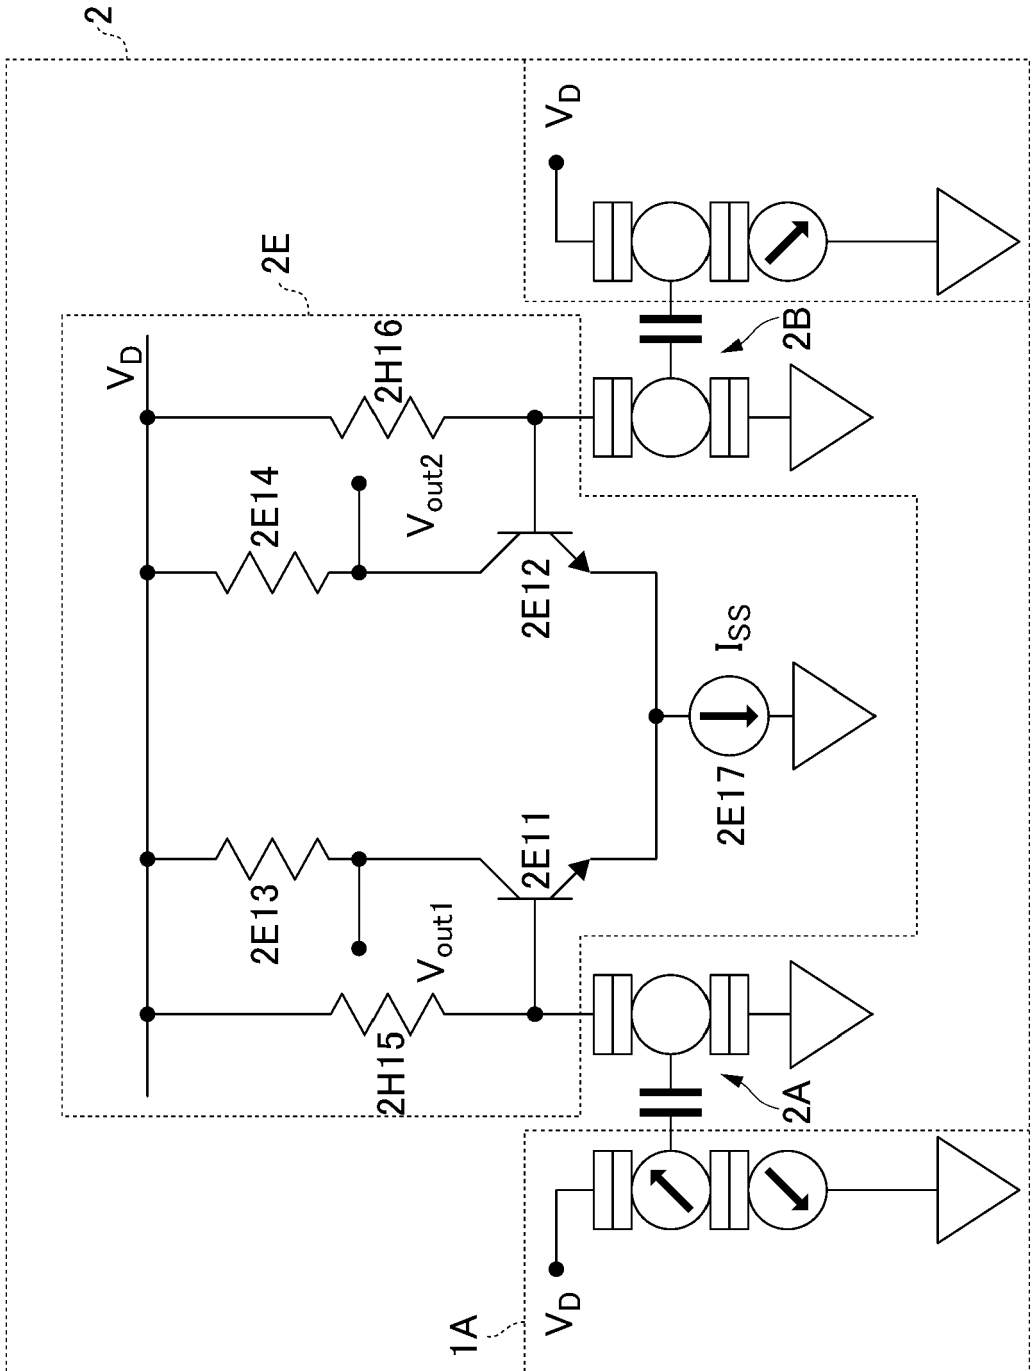 2
2E
V_D
2H16
2E14
V_out2
2E12
V_D
2B
I_SS
2E17
2E13
2E11
V_out1
2H15
2A
1A
V_D